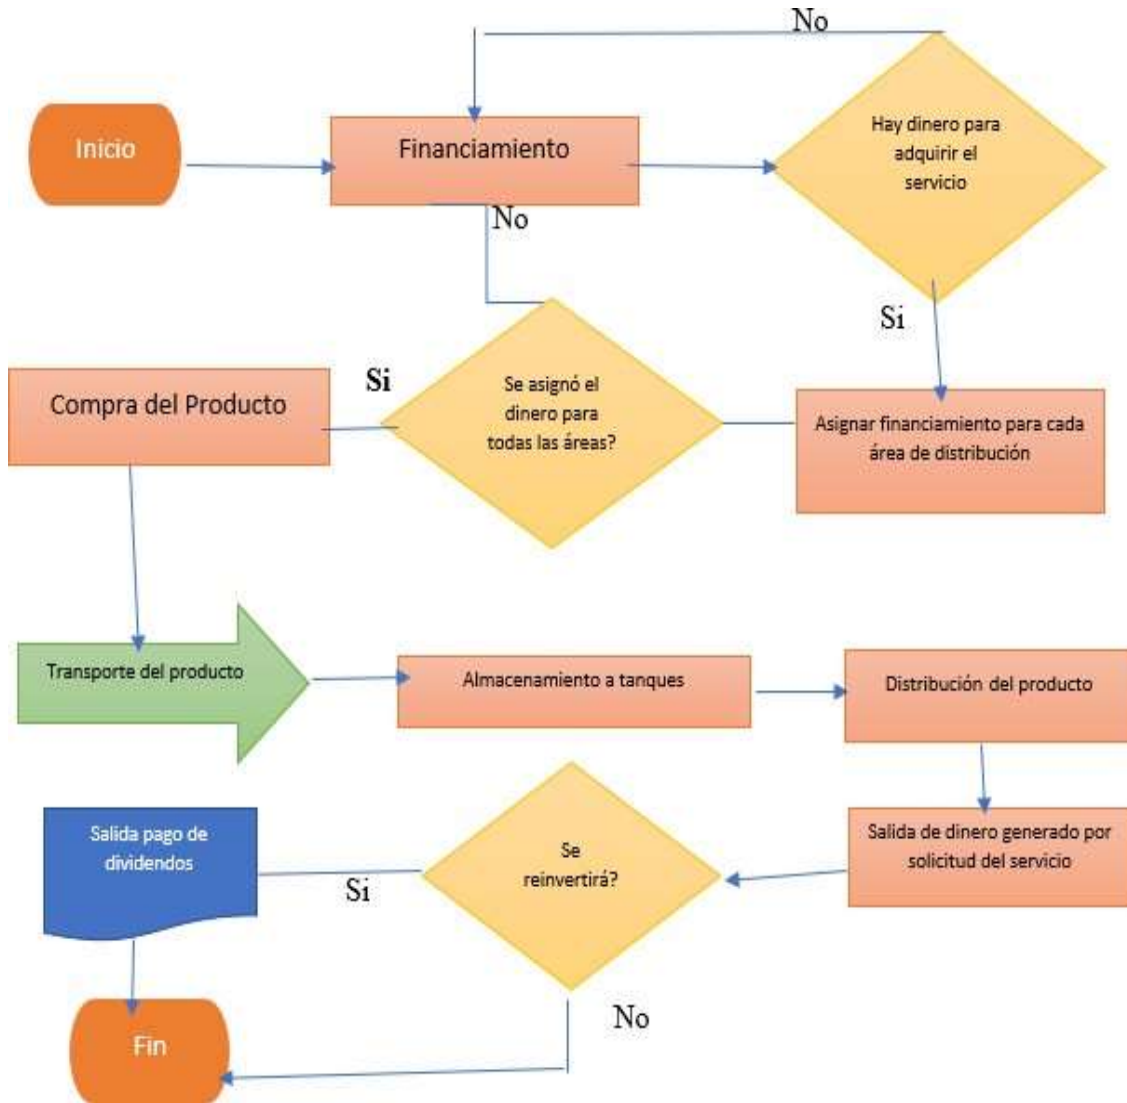 No
Inicio
Financiamiento
Hay dinero para
adquirir el
servicio
No
Si
Compra del Producto
Si
Se asignó el
dinero para
todas las áreas?
Asignar financiamiento para cada
área de distribución
Transporte del producto
Almacenamiento a tanques
Distribución del producto
Salida pago de
dividendos
Si
Se
reinvertirá?
Salida de dinero generado por
solicitud del servicio
Fin
No